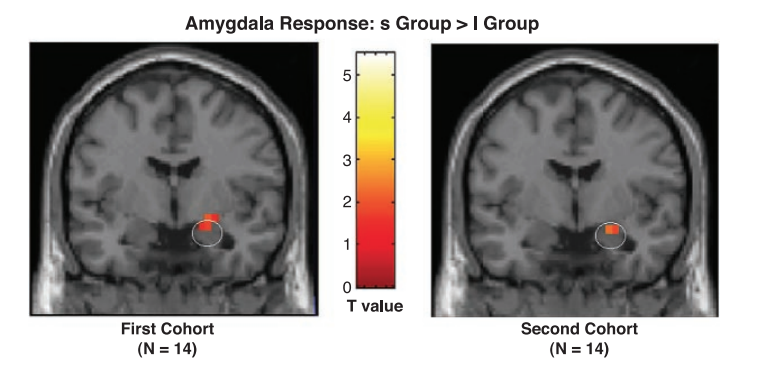 Amygdala Response: s Group > l Group
5
4
3
2
1
0
T value
First Cohort
(N = 14)
Second Cohort
(N = 14)